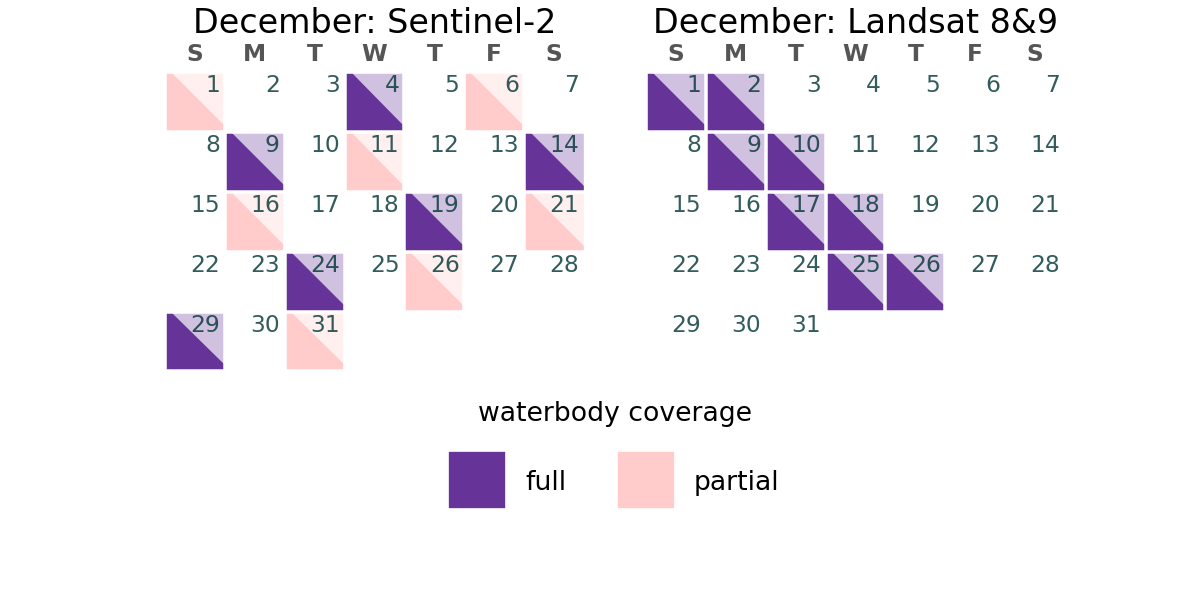 December: Sentinel-2
S M T W T F S
1 2 3 4 5 6 7
8 9 10 11 12 13 14
15 16 17 18 19 20 21
22 23 24 25 26 27 28
29 30 31
December: Landsat 8&9
S M T W T F S
1 2 3 4 5 6 7
8 9 10 11 12 13 14
15 16 17 18 19 20 21
22 23 24 25 26 27 28
29 30 31
waterbody coverage
full
partial